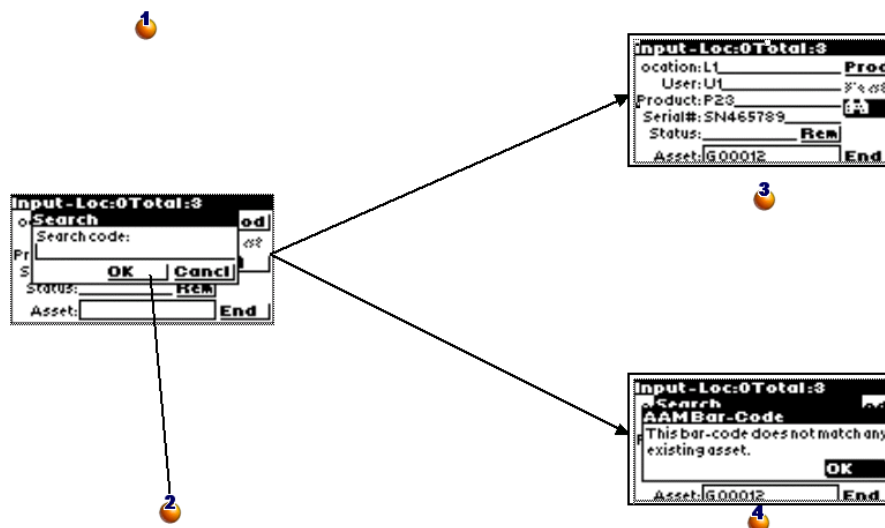 1
Input-Loc:0Total:3
ocation:L1 Prod
User:U1
Product:P23
Serial#:SN465789
Status: Rem
Asset:G00012 End
3
Input-Loc:0Total:3
Search od
Search code:
Pr
S
OK Cancl
Status: Rem
Asset: End
2
Input-Loc:0Total:3
Search
AAMBar-Code
This bar-code does not match any
existing asset.
OK
Asset:G00012 End
4